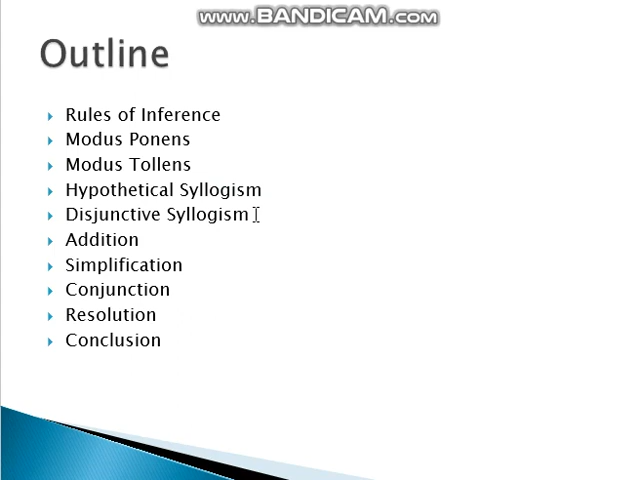 www.BANDICAM.com
Outline
Rules of Inference
Modus Ponens
Modus Tollens
Hypothetical Syllogism
Disjunctive Syllogism
Addition
Simplification
Conjunction
Resolution
Conclusion